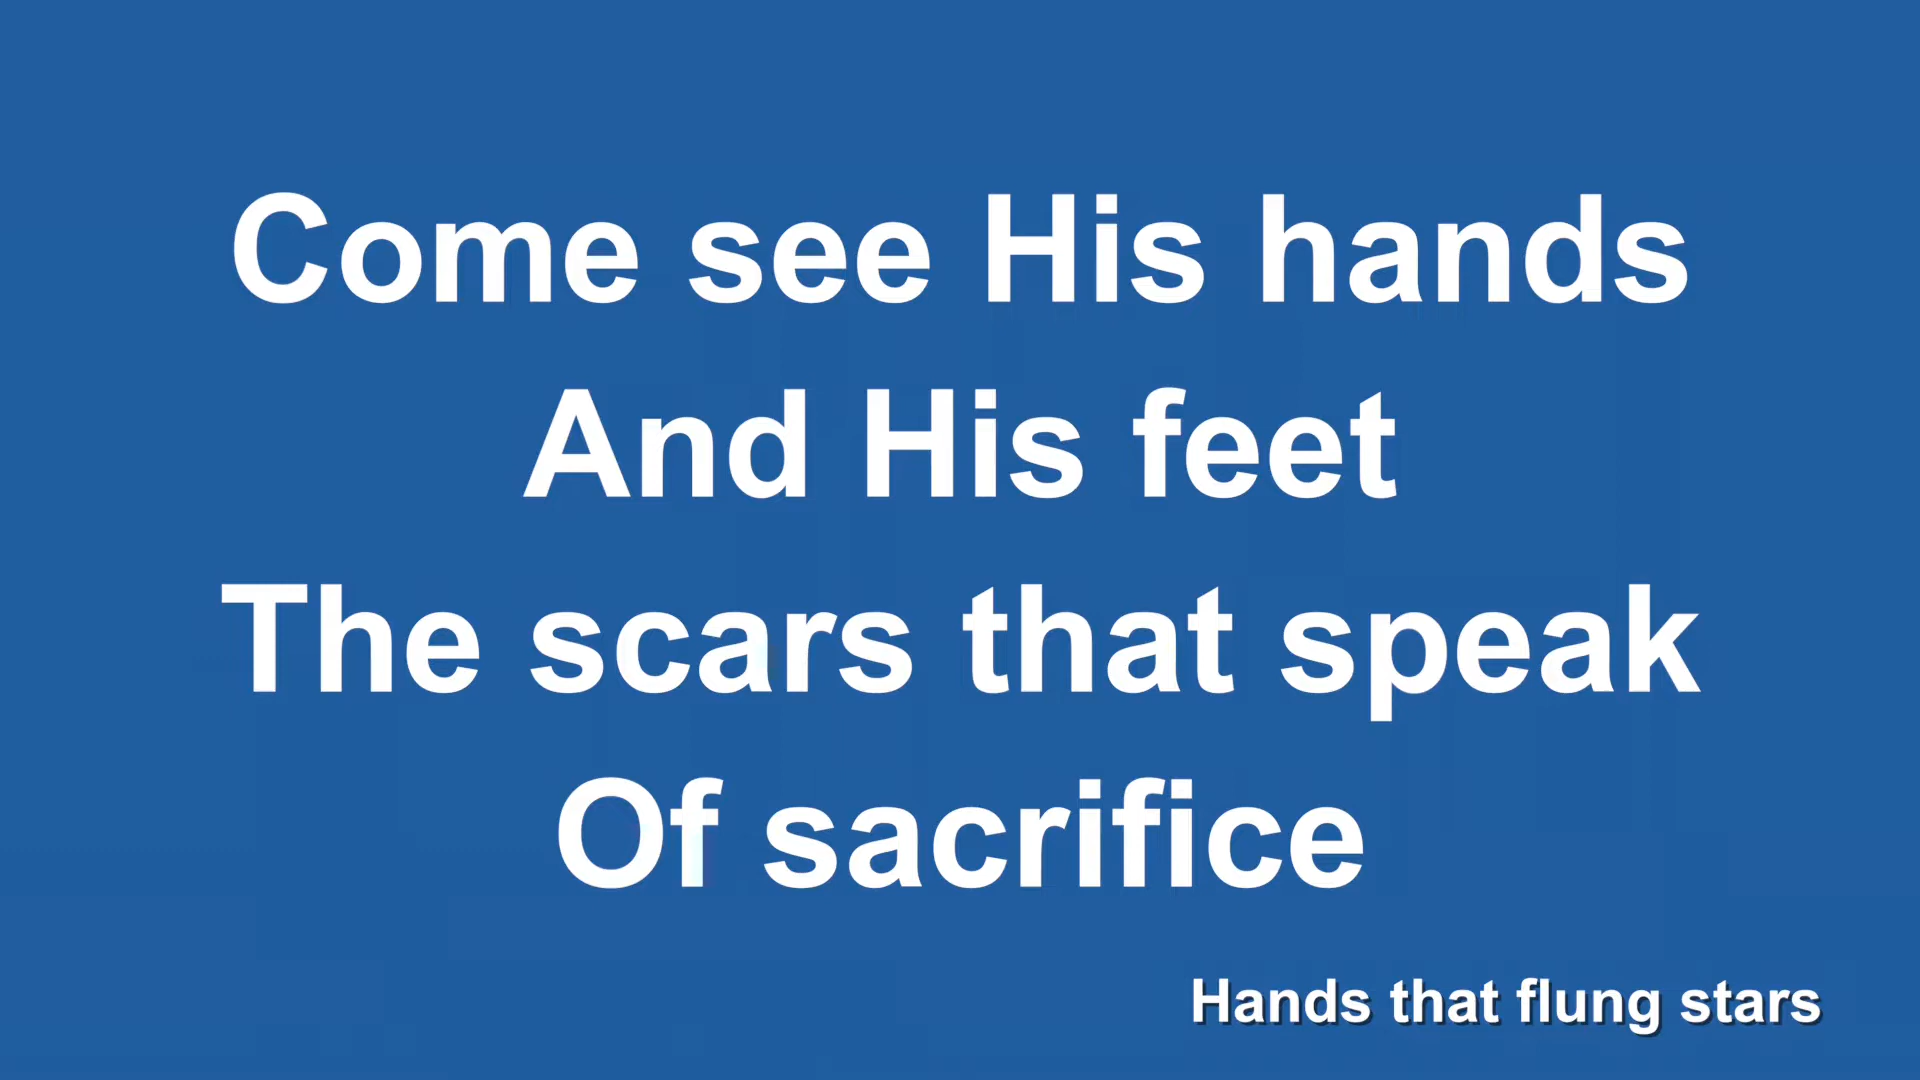 Come see His hands
And His feet
The scars that speak
Of sacrifice
Hands that flung stars